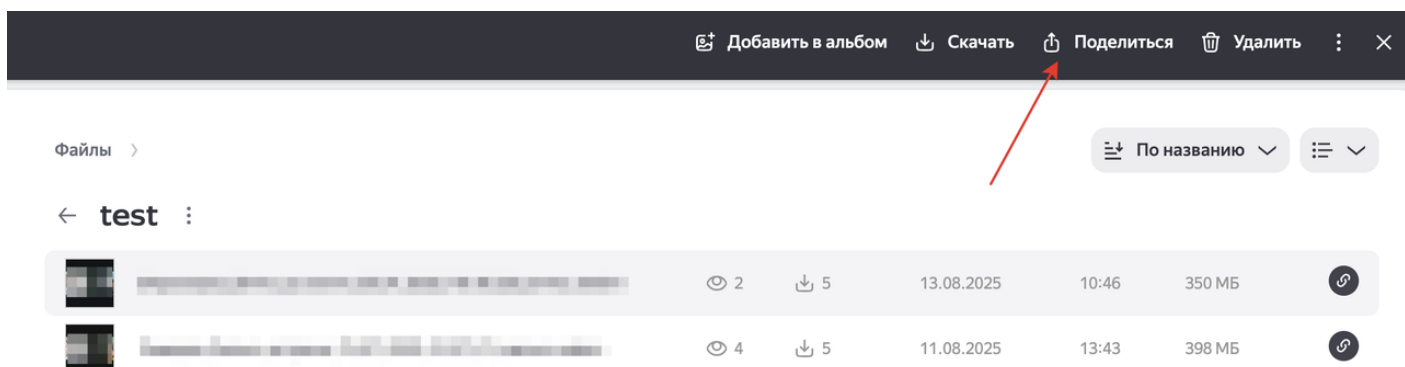 Добавить в альбом Скачать Поделиться Удалить
Файлы
По названию
test
2 5 13.08.2025 10:46 350 МБ
4 5 11.08.2025 13:43 398 МБ